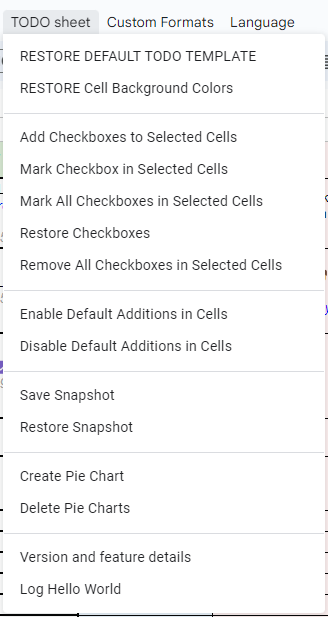 TODO sheet Custom Formats Language
RESTORE DEFAULT TODO TEMPLATE
RESTORE Cell Background Colors
Add Checkboxes to Selected Cells
Mark Checkbox in Selected Cells
Mark All Checkboxes in Selected Cells
Restore Checkboxes
Remove All Checkboxes in Selected Cells
Enable Default Additions in Cells
Disable Default Additions in Cells
Save Snapshot
Restore Snapshot
Create Pie Chart
Delete Pie Charts
Version and feature details
Log Hello World